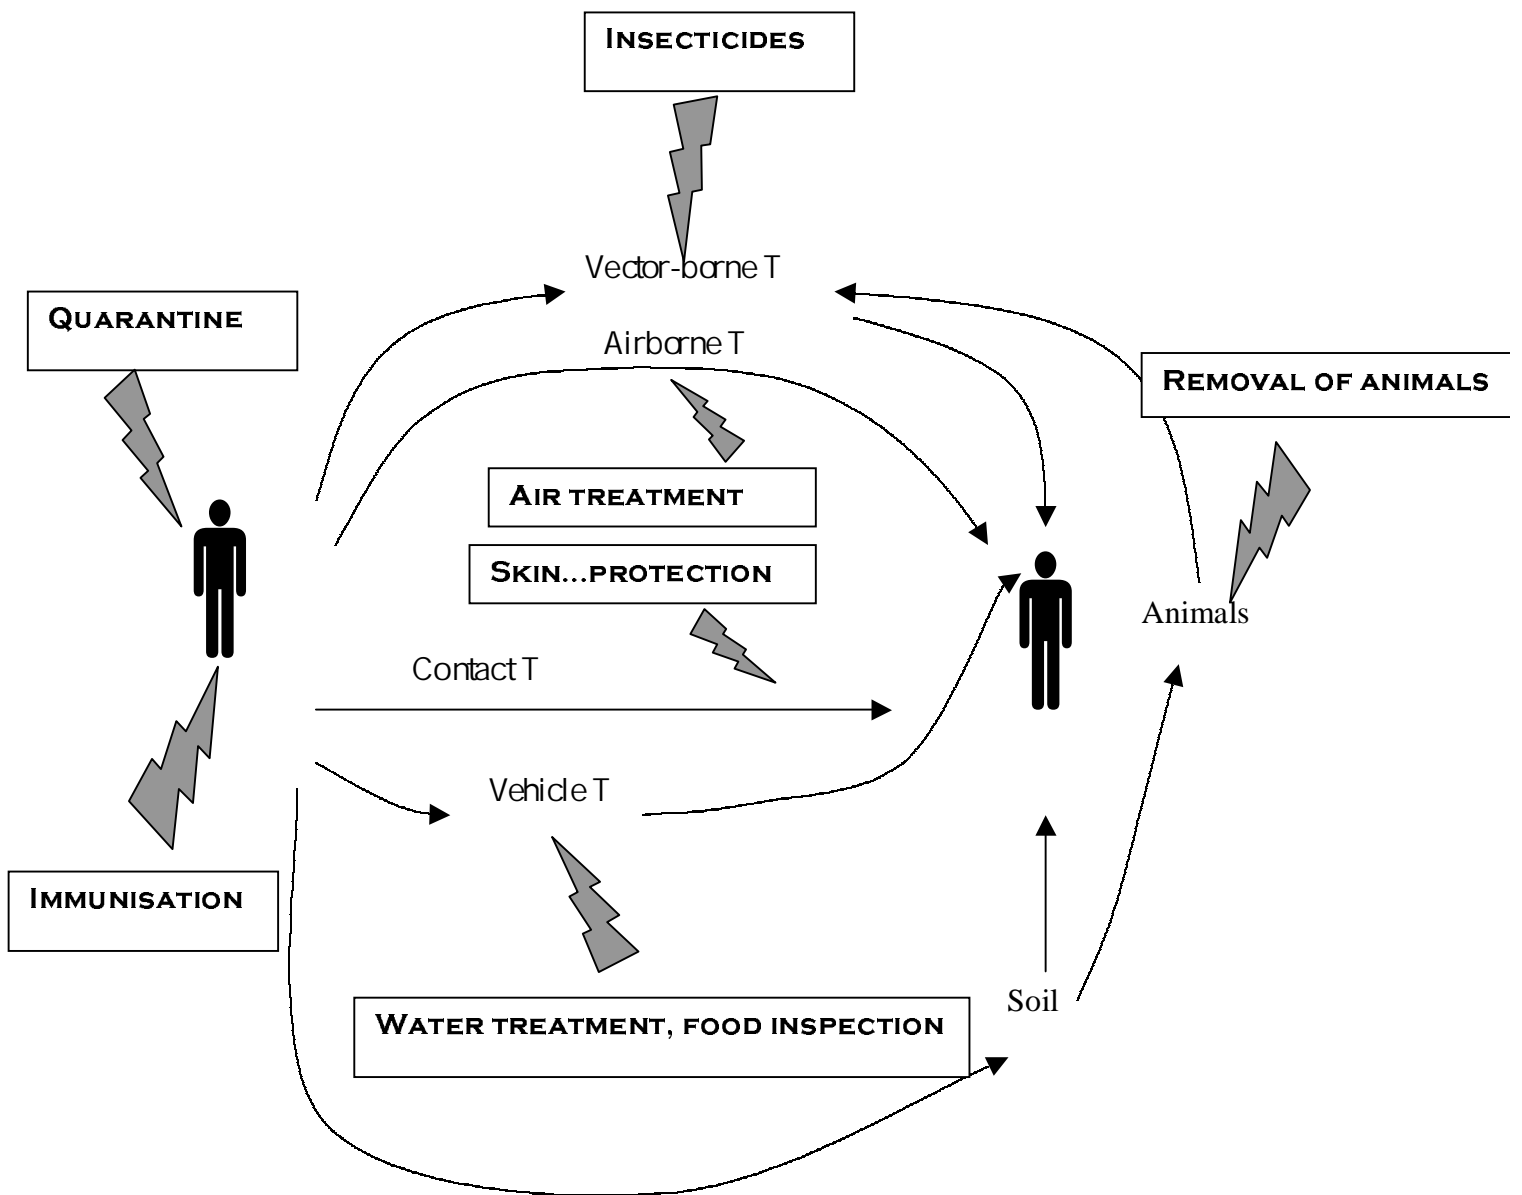 INSECTICIDES
Vector-borne T
QUARANTINE
Airborne T
REMOVAL OF ANIMALS
AIR TREATMENT
SKIN...PROTECTION
Animals
Contact T
Vehicle T
IMMUNISATION
Soil
WATER TREATMENT, FOOD INSPECTION